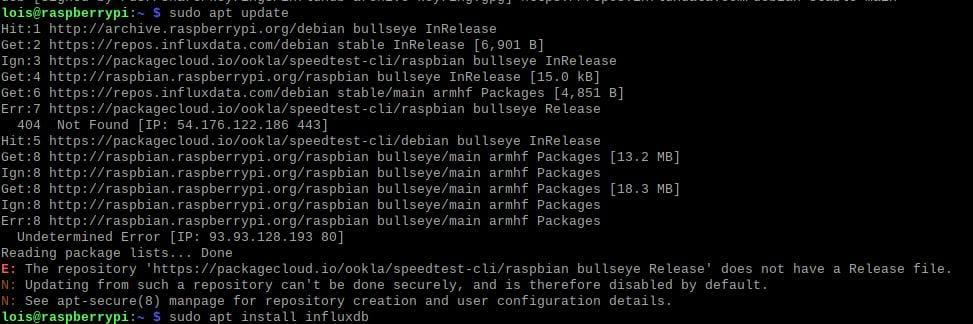 lois@raspberrypi:~ $ sudo apt update
Hit:1 http://archive.raspberrypi.org/debian bullseye InRelease
Get:2 https://repos.influxdata.com/debian stable InRelease [6,901 B]
Ign:3 https://packagecloud.io/ookla/speedtest-cli/raspbian bullseye InRelease
Get:4 http://raspbian.raspberrypi.org/raspbian bullseye InRelease [15.0 kB]
Get:6 https://repos.influxdata.com/debian stable/main armhf Packages [4,851 B]
Err:7 https://packagecloud.io/ookla/speedtest-cli/raspbian bullseye Release
  404  Not Found [IP: 54.176.122.186 443]
Hit:5 https://packagecloud.io/ookla/speedtest-cli/debian bullseye InRelease
Get:8 http://raspbian.raspberrypi.org/raspbian bullseye/main armhf Packages [13.2 MB]
Ign:8 http://raspbian.raspberrypi.org/raspbian bullseye/main armhf Packages
Get:8 http://raspbian.raspberrypi.org/raspbian bullseye/main armhf Packages [18.3 MB]
Ign:8 http://raspbian.raspberrypi.org/raspbian bullseye/main armhf Packages
Err:8 http://raspbian.raspberrypi.org/raspbian bullseye/main armhf Packages
  Undetermined Error [IP: 93.93.128.193 80]
Reading package lists... Done
E: The repository 'https://packagecloud.io/ookla/speedtest-cli/raspbian bullseye Release' does not have a Release file.
N: Updating from such a repository can't be done securely, and is therefore disabled by default.
N: See apt-secure(8) manpage for repository creation and user configuration details.
lois@raspberrypi:~ $ sudo apt install influxdb